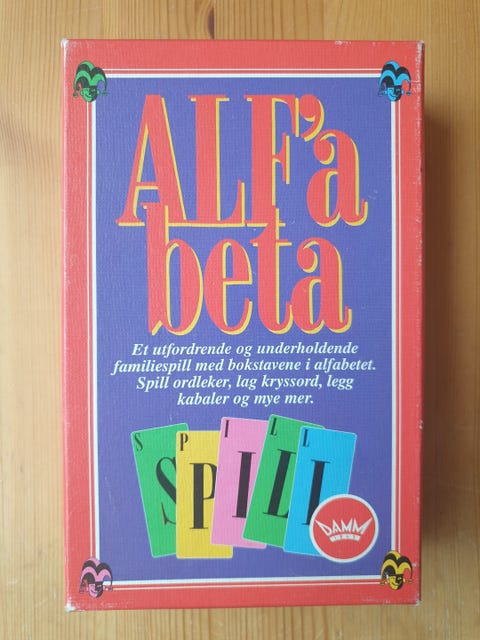 ALF'a
beta
Et utfordrende og underholdende
familiespill med bokstavene i alfabetet.
Spill ordleker, lag kryssord, legg
kabaler og mye mer.
S P I L L
S P I L L
DAMM